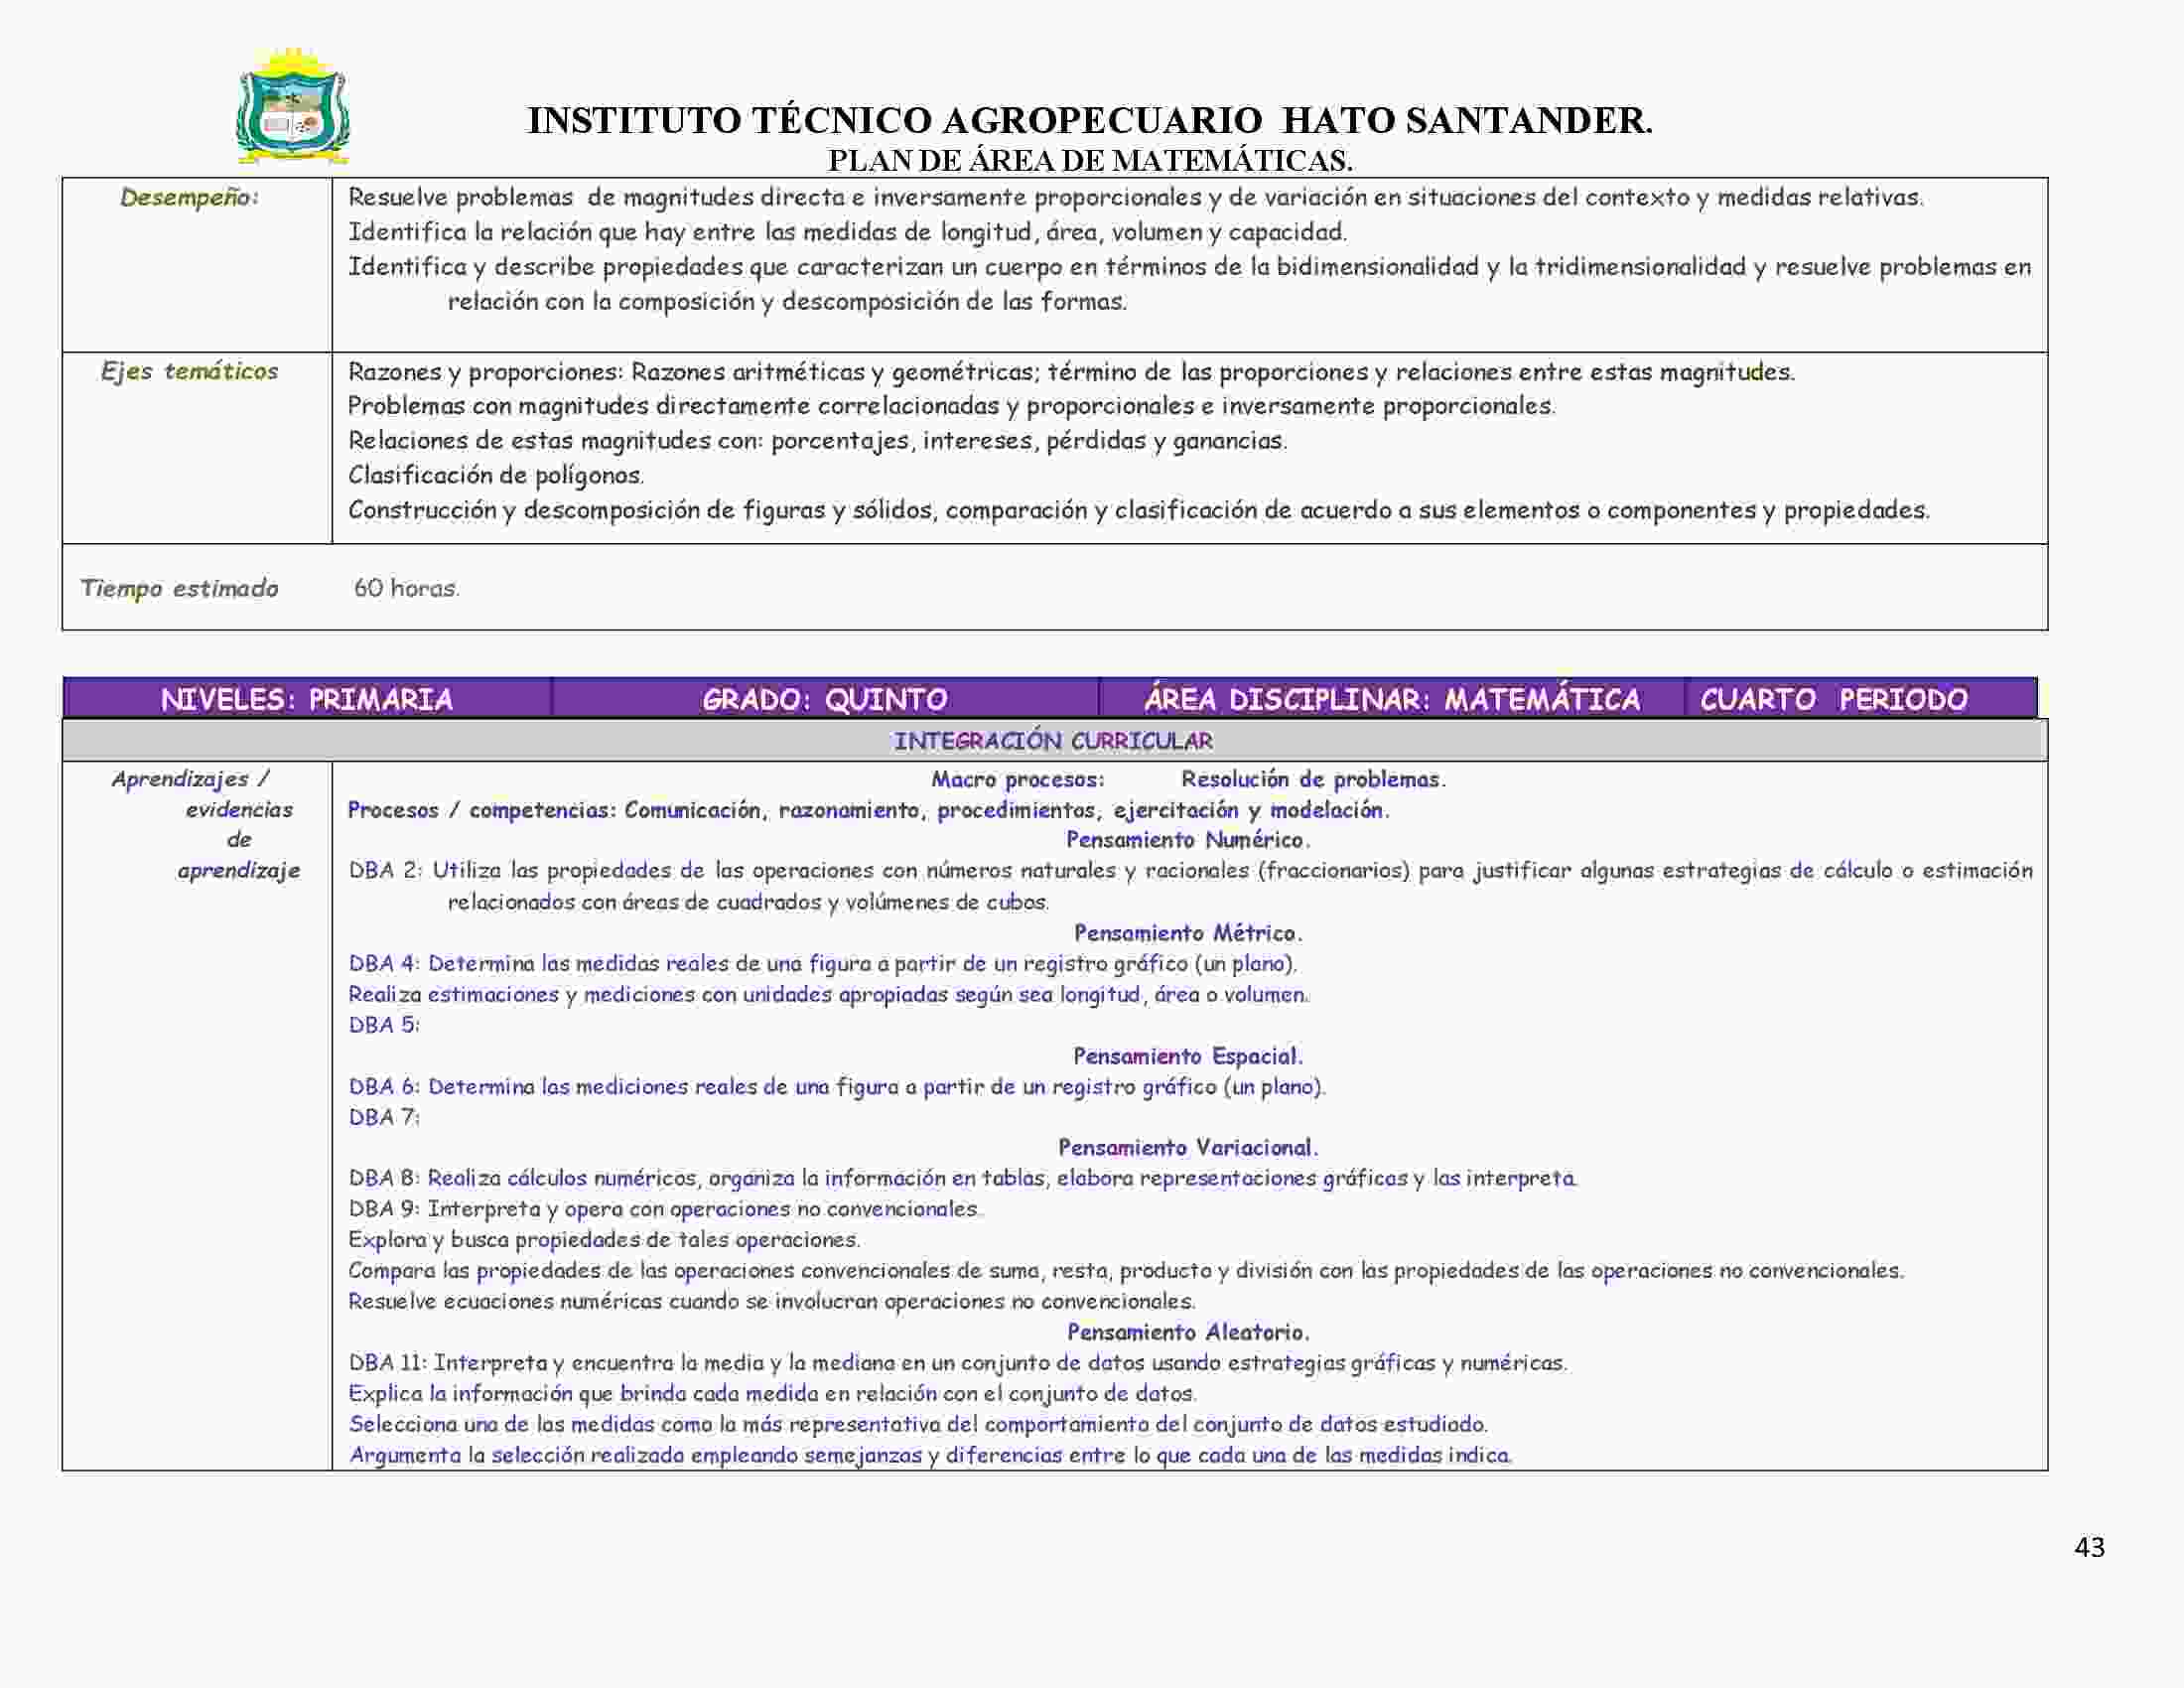 INSTITUTO TÉCNICO AGROPECUARIO HATO SANTANDER.
PLAN DE ÁREA DE MATEMÁTICAS.
Desempeño:
Resuelve problemas de magnitudes directa e inversamente proporcionales y de variación en situaciones del contexto y medidas relativas.
Identifica la relación que hay entre las medidas de longitud, área, volumen y capacidad.
Identifica y describe propiedades que caracterizan un cuerpo en términos de la bidimensionalidad y la tridimensionalidad y resuelve problemas en
relación con la composición y descomposición de las formas.
Ejes temáticos
Razones y proporciones: Razones aritméticas y geométricas; término de las proporciones y relaciones entre estas magnitudes.
Problemas con magnitudes directamente correlacionadas y proporcionales e inversamente proporcionales.
Relaciones de estas magnitudes con: porcentajes, intereses, pérdidas y ganancias.
Clasificación de polígonos.
Construcción y descomposición de figuras y sólidos, comparación y clasificación de acuerdo a sus elementos o componentes y propiedades.
Tiempo estimado 60 horas.
NIVELES: PRIMARIA GRADO: QUINTO ÁREA DISCIPLINAR: MATEMÁTICA CUARTO PERIODO
INTEGRACIÓN CURRICULAR
Aprendizajes /
evidencias
de
aprendizaje
Macro procesos: Resolución de problemas.
Procesos / competencias: Comunicación, razonamiento, procedimientos, ejercitación y modelación.
Pensamiento Numérico.
DBA 2: Utiliza las propiedades de las operaciones con números naturales y racionales (fraccionarios) para justificar algunas estrategias de cálculo o estimación
relacionados con áreas de cuadrados y volúmenes de cubos.
Pensamiento Métrico.
DBA 4: Determina las medidas reales de una figura a partir de un registro gráfico (un plano).
Realiza estimaciones y mediciones con unidades apropiadas según sea longitud, área o volumen.
DBA 5:
Pensamiento Espacial.
DBA 6: Determina las mediciones reales de una figura a partir de un registro gráfico (un plano).
DBA 7:
Pensamiento Variacional.
DBA 8: Realiza cálculos numéricos, organiza la información en tablas, elabora representaciones gráficas y las interpreta.
DBA 9: Interpreta y opera con operaciones no convencionales.
Explora y busca propiedades de tales operaciones.
Compara las propiedades de las operaciones convencionales de suma, resta, producto y división con las propiedades de las operaciones no convencionales.
Resuelve ecuaciones numéricas cuando se involucran operaciones no convencionales.
Pensamiento Aleatorio.
DBA 11: Interpreta y encuentra la media y la mediana en un conjunto de datos usando estrategias gráficas y numéricas.
Explica la información que brinda cada medida en relación con el conjunto de datos.
Selecciona una de las medidas como la más representativa del comportamiento del conjunto de datos estudiado.
Argumenta la selección realizada empleando semejanzas y diferencias entre lo que cada una de las medidas indica.
43